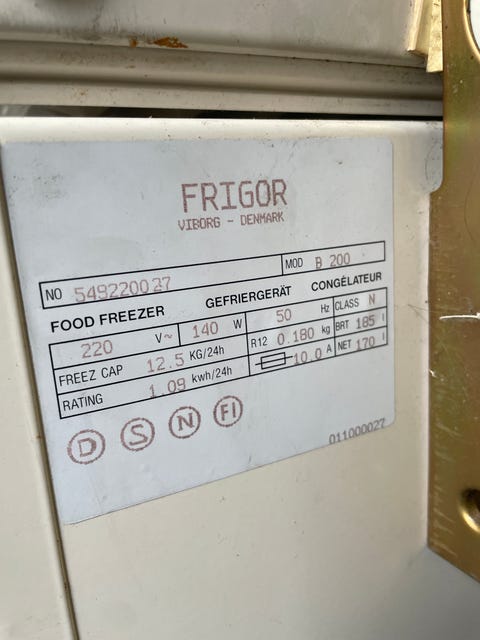 FRIGOR
VIBORG - DENMARK
NO 5492200 27 MOD B 200
FOOD FREEZER GEFRIERGERÄT CONGÉLATEUR
220 V~ 140 W 50 Hz CLASS N
FREEZ CAP 12.5 KG/24h R12 0.180 kg BRT 185 l
RATING 1.09 kwh/24h 10.0 A NET 170 l
D S N FI
011000027